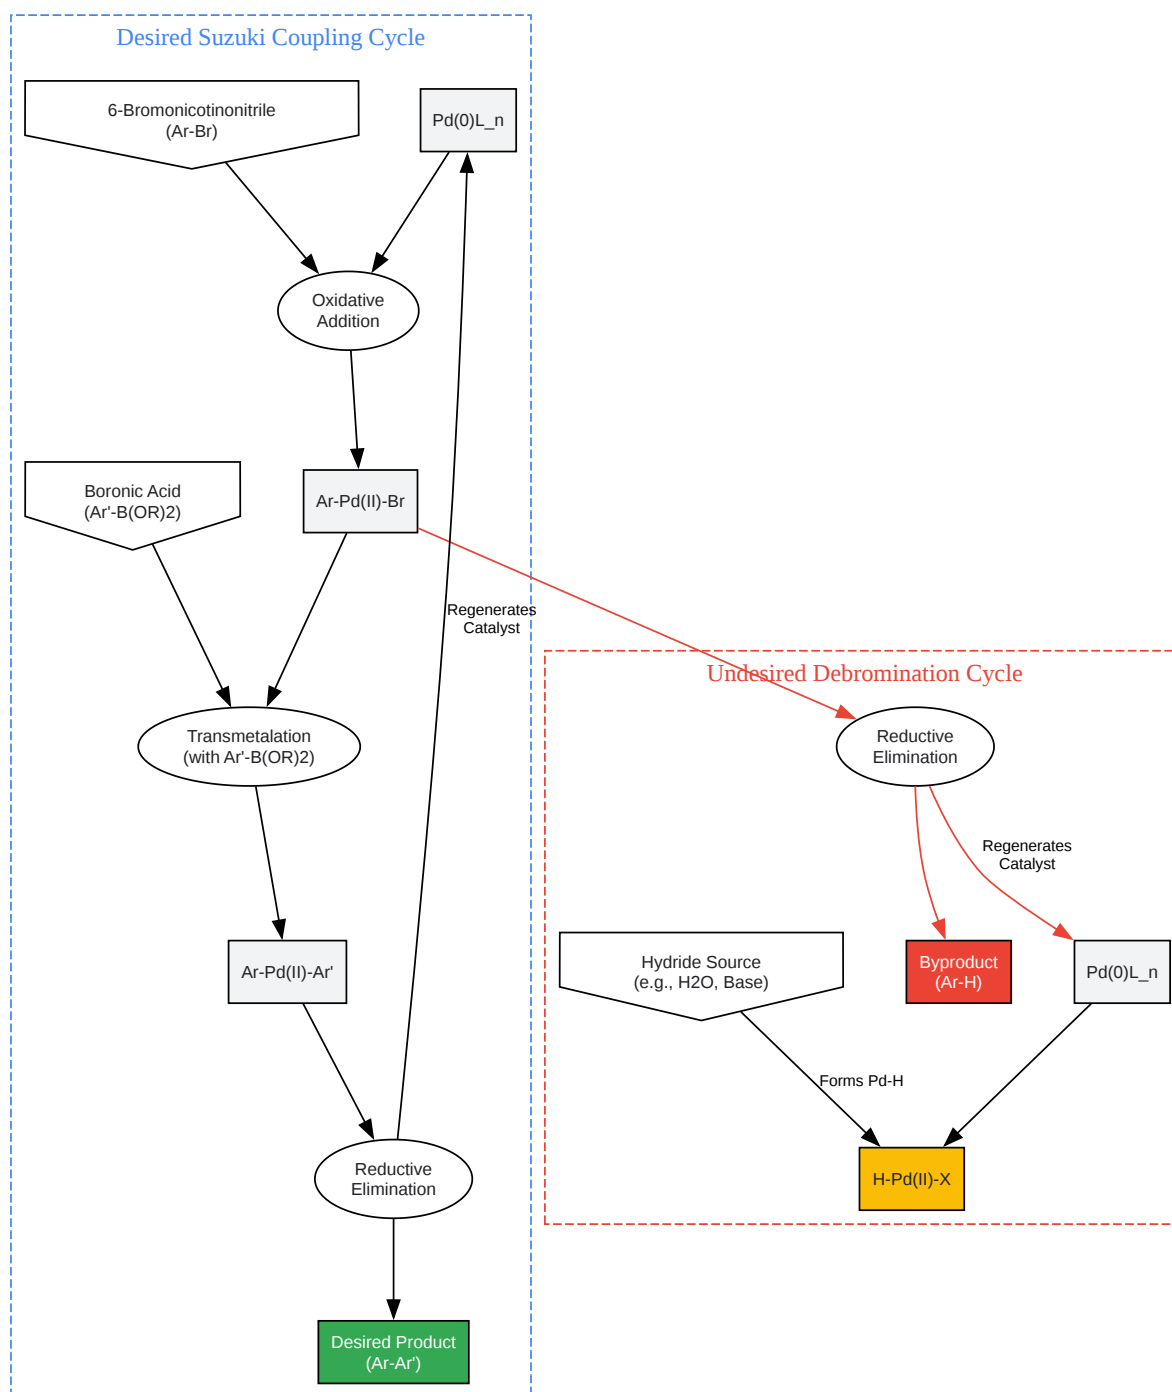 Desired Suzuki Coupling Cycle
6-Bromonicotinonitrile
(Ar-Br)
Pd(0)L_n
Oxidative
Addition
Boronic Acid
(Ar'-B(OR)2)
Ar-Pd(II)-Br
Regenerates
Catalyst
Transmetalation
(with Ar'-B(OR)2)
Ar-Pd(II)-Ar'
Reductive
Elimination
Desired Product
(Ar-Ar')
Undesired Debromination Cycle
Reductive
Elimination
Regenerates
Catalyst
Hydride Source
(e.g., H2O, Base)
Byproduct
(Ar-H)
Pd(0)L_n
Forms Pd-H
H-Pd(II)-X